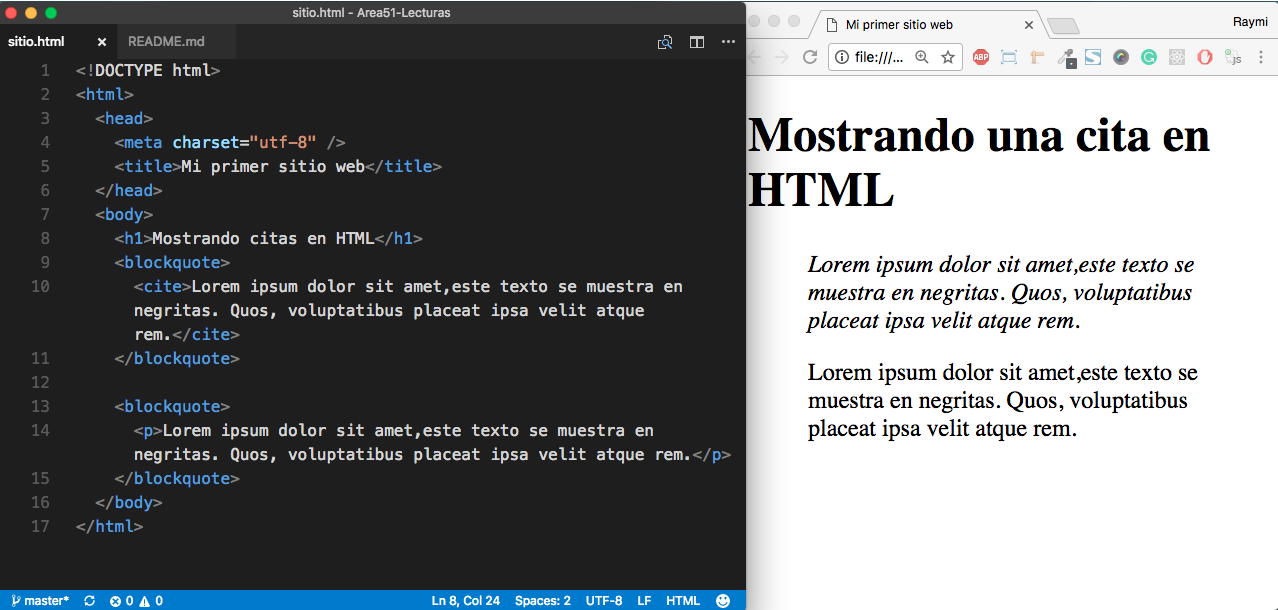 sitio.html - Area51-Lecturas
sitio.html README.md
1 <!DOCTYPE html>
2 <html>
3 <head>
4 <meta charset="utf-8" />
5 <title>Mi primer sitio web</title>
6 </head>
7 <body>
8 <h1>Mostrando citas en HTML</h1>
9 <blockquote>
10 <cite>Lorem ipsum dolor sit amet,este texto se muestra en
negritas. Quos, voluptatibus placeat ipsa velit atque
rem.</cite>
11 </blockquote>
12
13 <blockquote>
14 <p>Lorem ipsum dolor sit amet,este texto se muestra en
negritas. Quos, voluptatibus placeat ipsa velit atque rem.</p>
15 </blockquote>
16 </body>
17 </html>
master* 0 0 Ln 8, Col 24 Spaces: 2 UTF-8 LF HTML
Mi primer sitio web Raymi
file:///... ABP JS
Mostrando una cita en
HTML
Lorem ipsum dolor sit amet,este texto se
muestra en negritas. Quos, voluptatibus
placeat ipsa velit atque rem.
Lorem ipsum dolor sit amet,este texto se
muestra en negritas. Quos, voluptatibus
placeat ipsa velit atque rem.